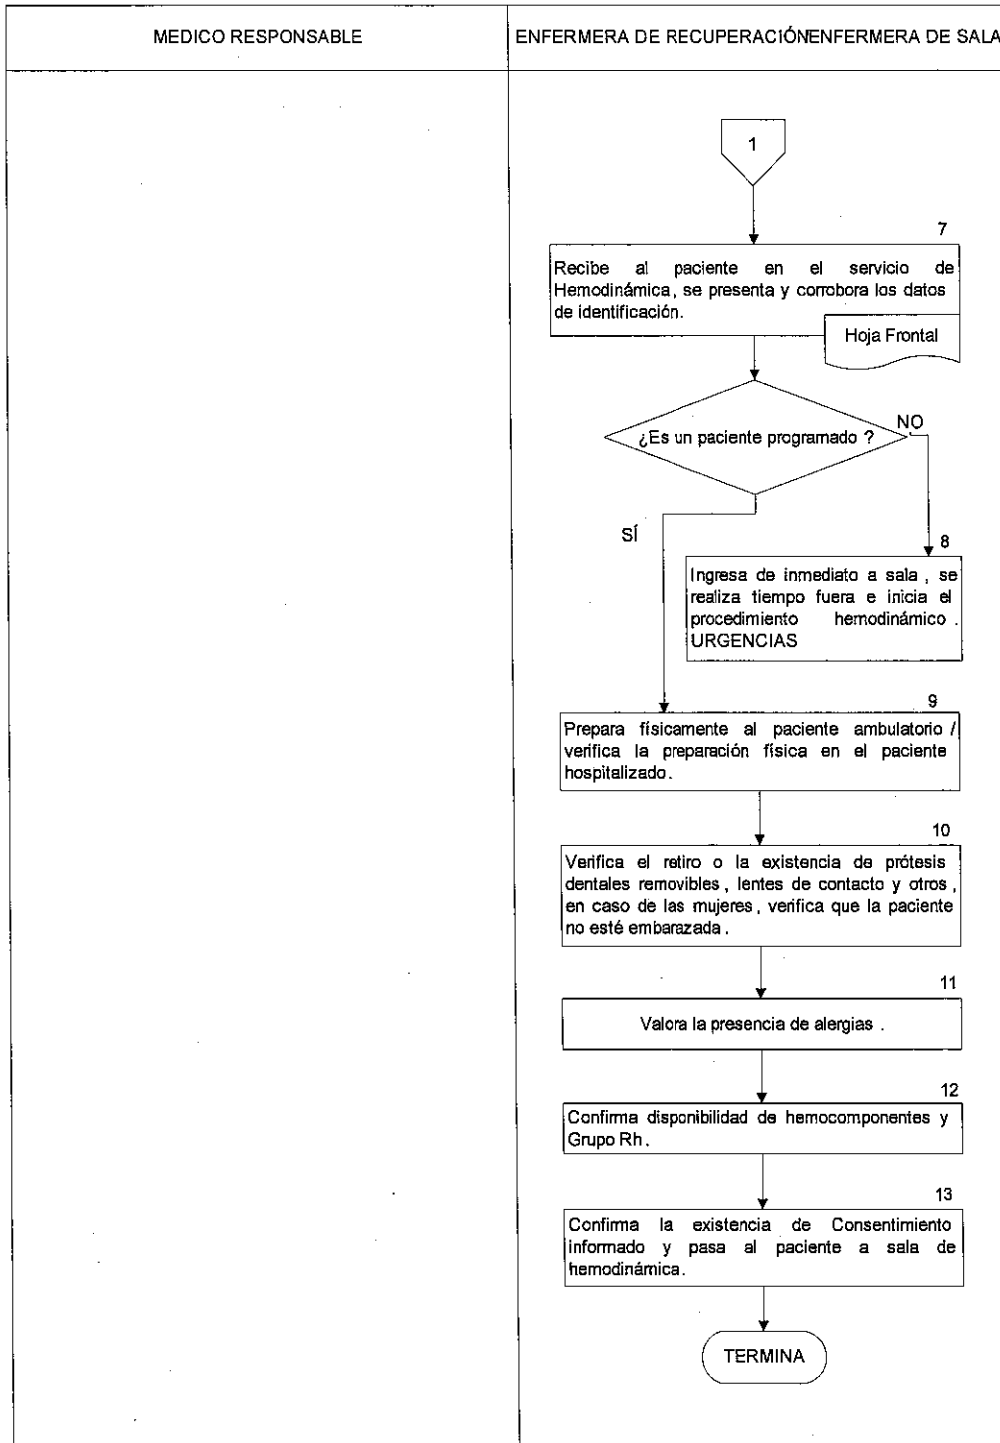 MEDICO RESPONSABLE
ENFERMERA DE RECUPERACIÓN ENFERMERA DE SALA
1
7
Recibe al paciente en el servicio de
Hemodinámica, se presenta y corrobora los datos
de identificación.
Hoja Frontal
¿Es un paciente programado ?
NO
SÍ
8
Ingresa de inmediato a sala , se
realiza tiempo fuera e inicia el
procedimiento hemodinámico .
URGENCIAS
9
Prepara físicamente al paciente ambulatorio /
verifica la preparación física en el paciente
hospitalizado.
10
Verifica el retiro o la existencia de prótesis
dentales removibles , lentes de contacto y otros ,
en caso de las mujeres , verifica que la paciente
no esté embarazada .
11
Valora la presencia de alergias .
12
Confirma disponibilidad de hemocomponentes y
Grupo Rh .
13
Confirma la existencia de Consentimiento
informado y pasa al paciente a sala de
hemodinámica.
TERMINA